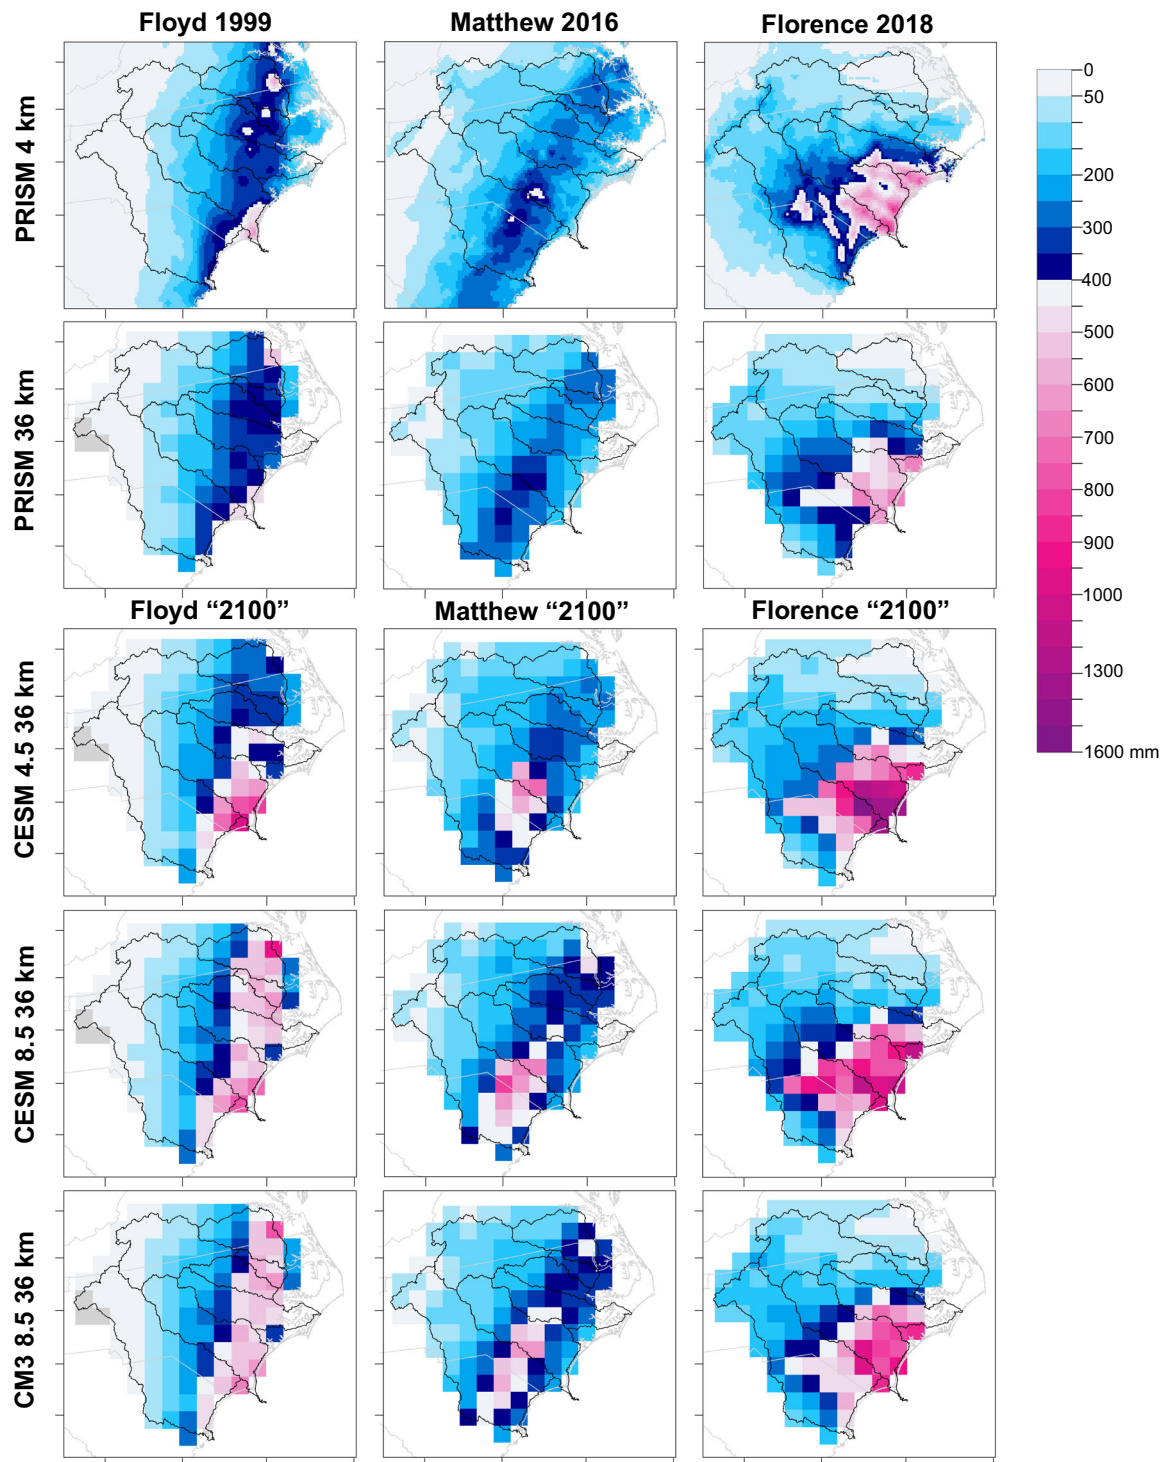 Floyd 1999 Matthew 2016 Florence 2018
PRISM 4 km
0
50
200
300
400
500
600
700
800
900
1000
1300
1600 mm
PRISM 36 km
Floyd “2100” Matthew “2100” Florence “2100”
CESM 4.5 36 km
CESM 8.5 36 km
CM3 8.5 36 km